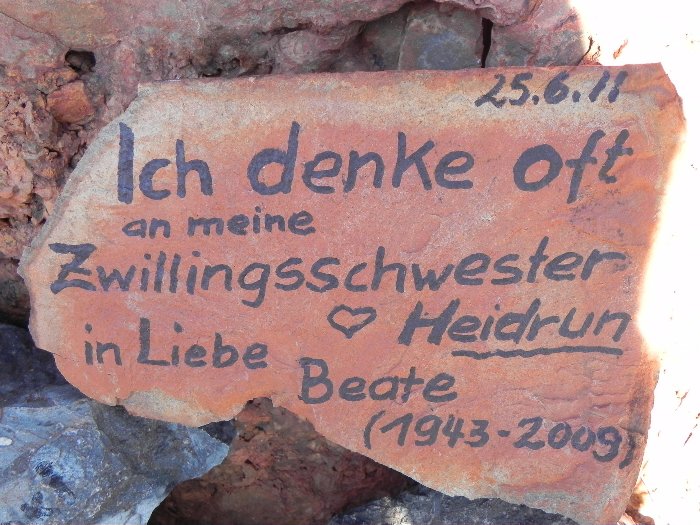 25.6.11
Ich denke oft
an meine
Zwillingsschwester
♡ Heidrun
in Liebe
Beate
(1943-2009)